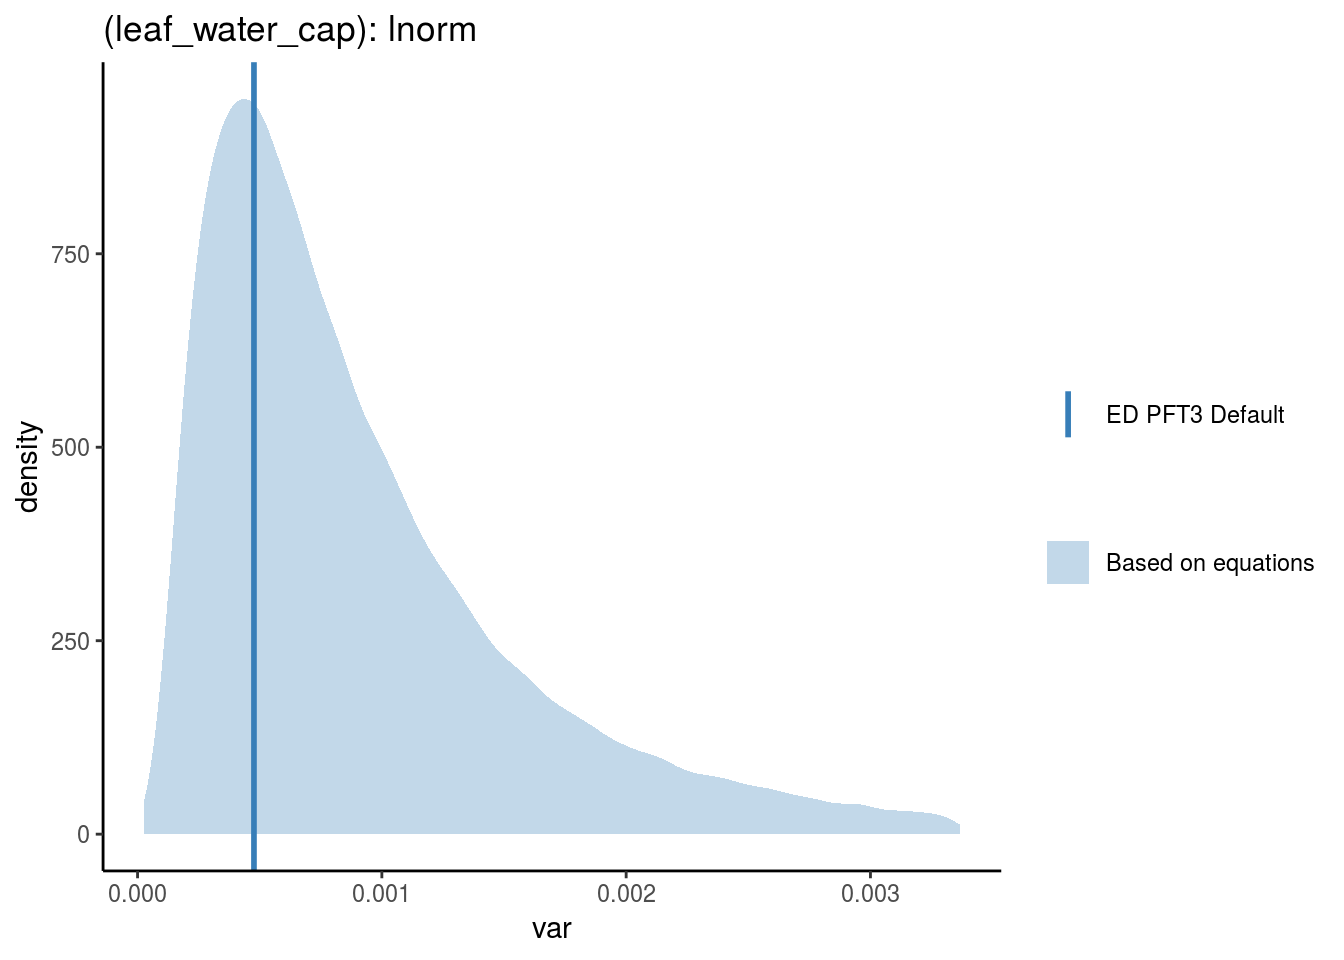 (leaf_water_cap): lnorm
density
750
500
250
0
0.000
0.001
0.002
0.003
var
ED PFT3 Default
Based on equations